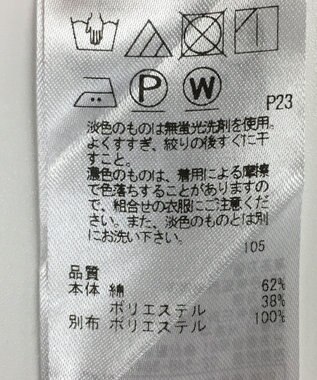 P
W
P23
淡色のものは無蛍光洗剤を使用。
よくすすぎ、絞りの後すぐに干
すこと。
濃色のものは、着用による摩擦
で色落ちすることがありますの
で、組合せの衣服にご注意くだ
さい。また、淡色のものとは別
にお洗い下さい。
105
品質
本体 綿 62%
ポリエステル 38%
別布 ポリエステル 100%